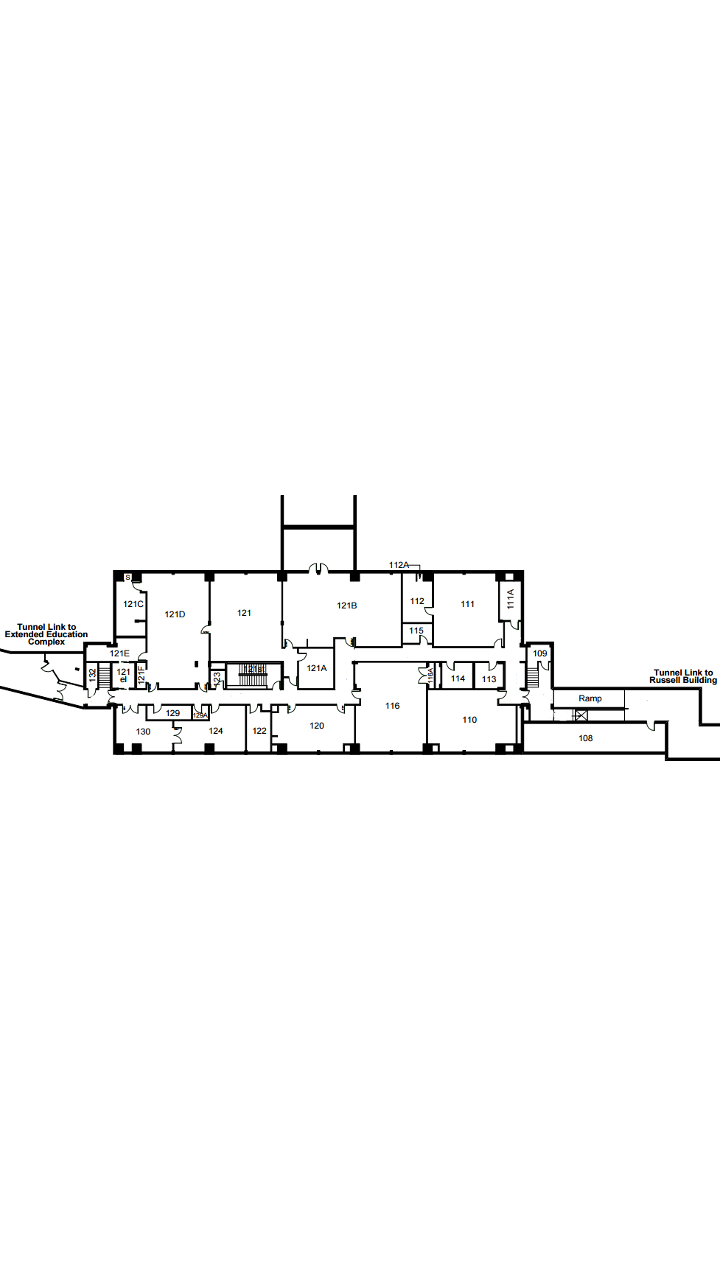 112A
S
121C
121D
121
121B
112
111
111A
115
Tunnel Link to
Extended Education
Complex
121E
109
132
121
el
121F
123
121A
115A
114
113
Tunnel Link to
Russell Building
Ramp
129
116
110
130
124
122
120
108